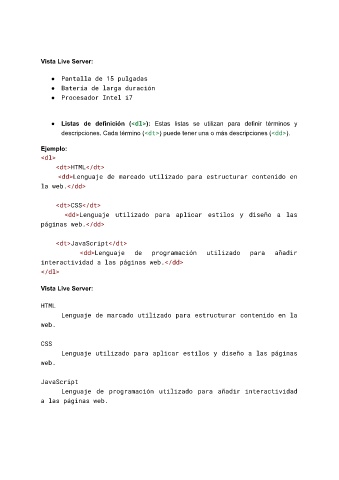 Vista Live Server:
● Pantalla de 15 pulgadas
● Batería de larga duración
● Procesador Intel i7
● Listas de definición (<dl>): Estas listas se utilizan para definir términos y
descripciones. Cada término (<dt>) puede tener una o más descripciones (<dd>).
Ejemplo:
<dl>
<dt>HTML</dt>
<dd>Lenguaje de marcado utilizado para estructurar contenido en
la web.</dd>
<dt>CSS</dt>
<dd>Lenguaje utilizado para aplicar estilos y diseño a las
páginas web.</dd>
<dt>JavaScript</dt>
<dd>Lenguaje de programación utilizado para añadir
interactividad a las páginas web.</dd>
</dl>
Vista Live Server:
HTML
Lenguaje de marcado utilizado para estructurar contenido en la
web.
CSS
Lenguaje utilizado para aplicar estilos y diseño a las páginas
web.
JavaScript
Lenguaje de programación utilizado para añadir interactividad
a las páginas web.